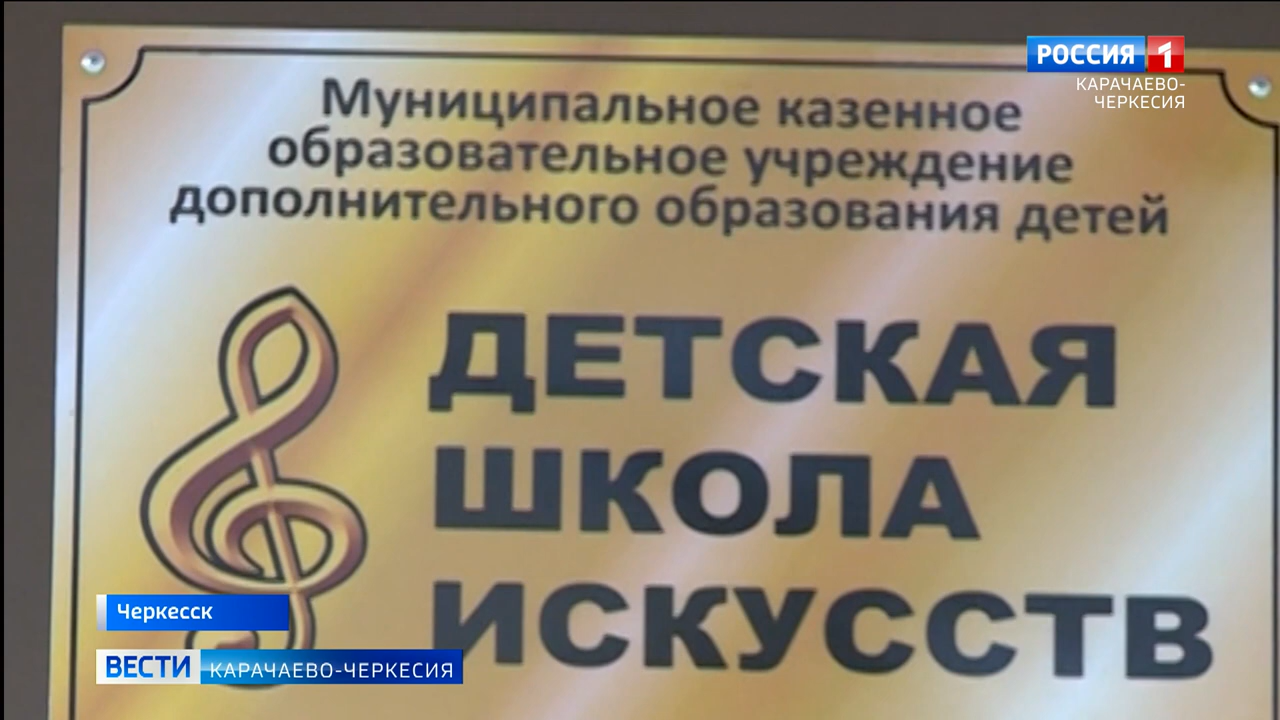 РОССИЯ 1
КАРАЧАЕВО-
ЧЕРКЕСИЯ
Муниципальное казенное
образовательное учреждение
дополнительного образования детей
ДЕТСКАЯ
ШКОЛА
ИСКУССТВ
Черкесск
ВЕСТИ КАРАЧАЕВО-ЧЕРКЕСИЯ